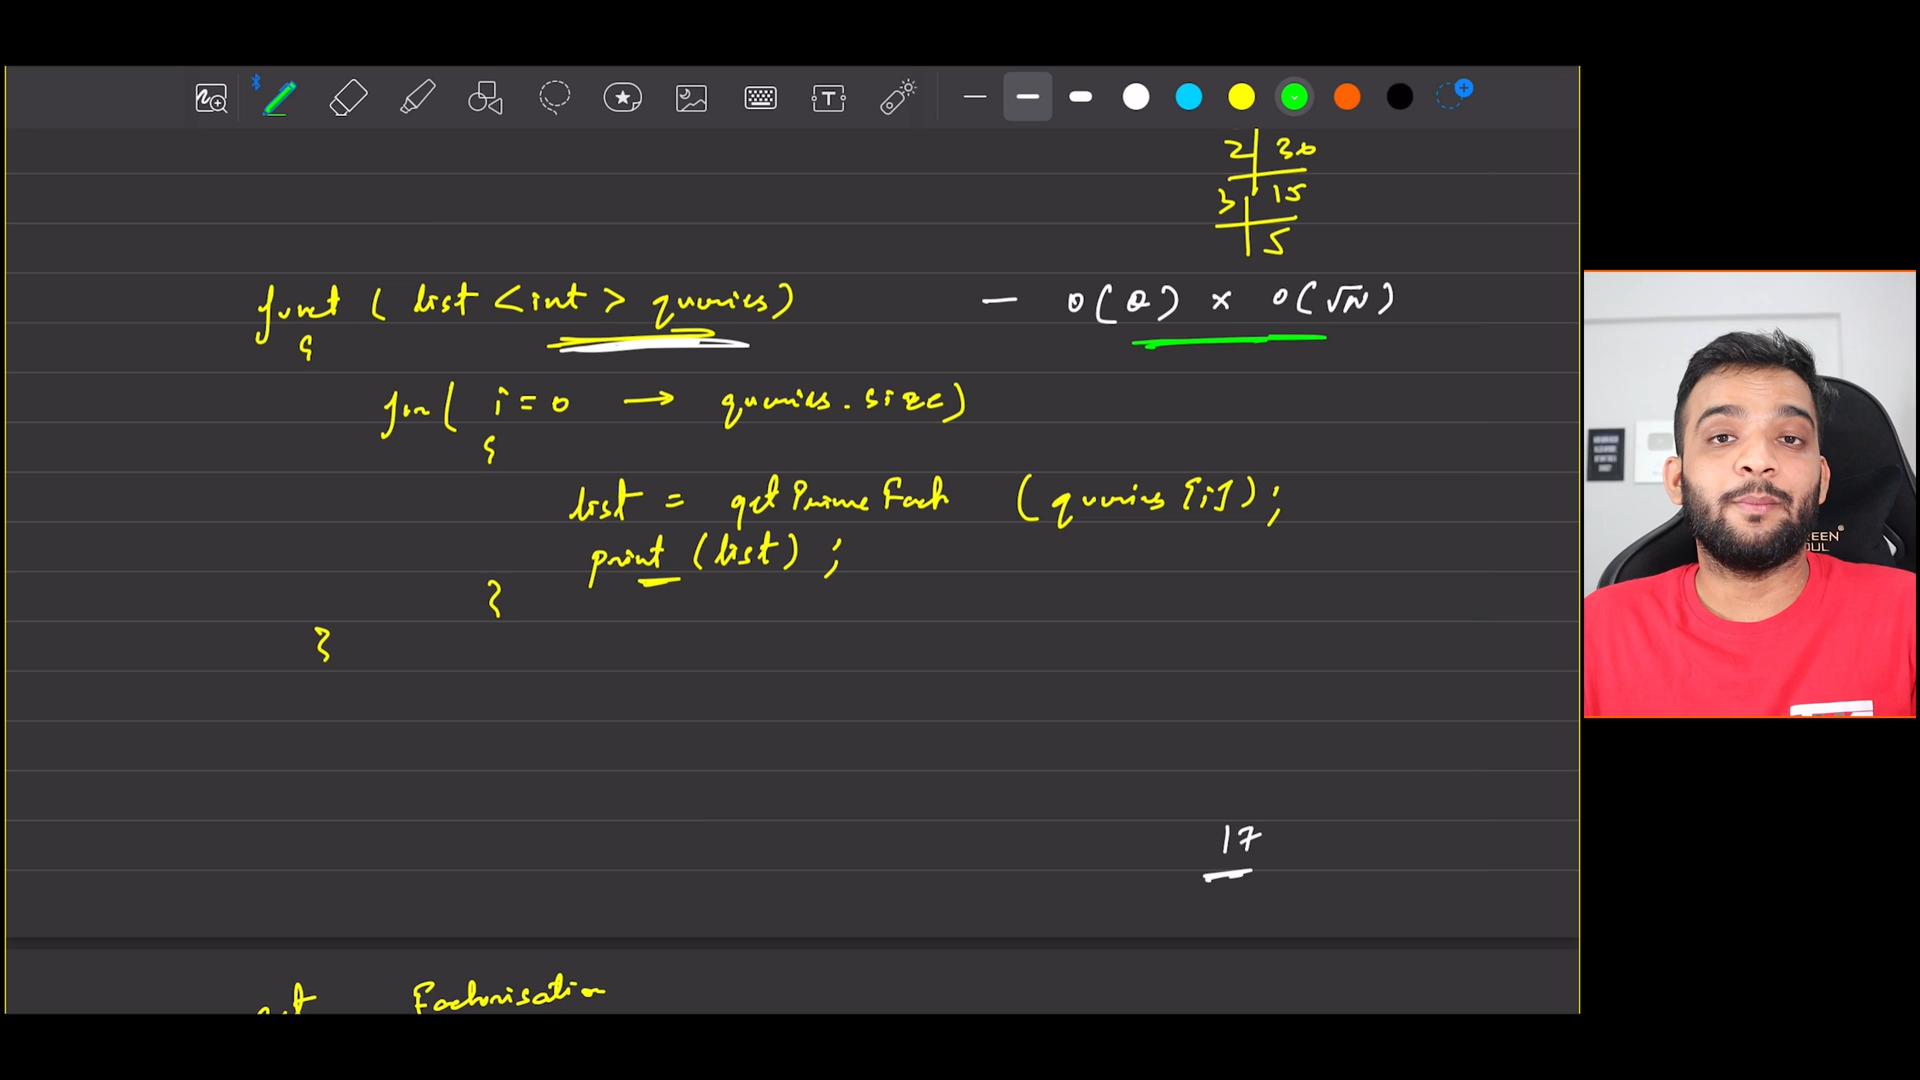 2 | 30
3 | 15
| 5
funct ( list <int> queries) — O(Q) × O(√N)
{
for( i = 0 → queries.size)
{
list = getPrimeFact (queries[i]);
print (list);
}
}
17
Factorisation